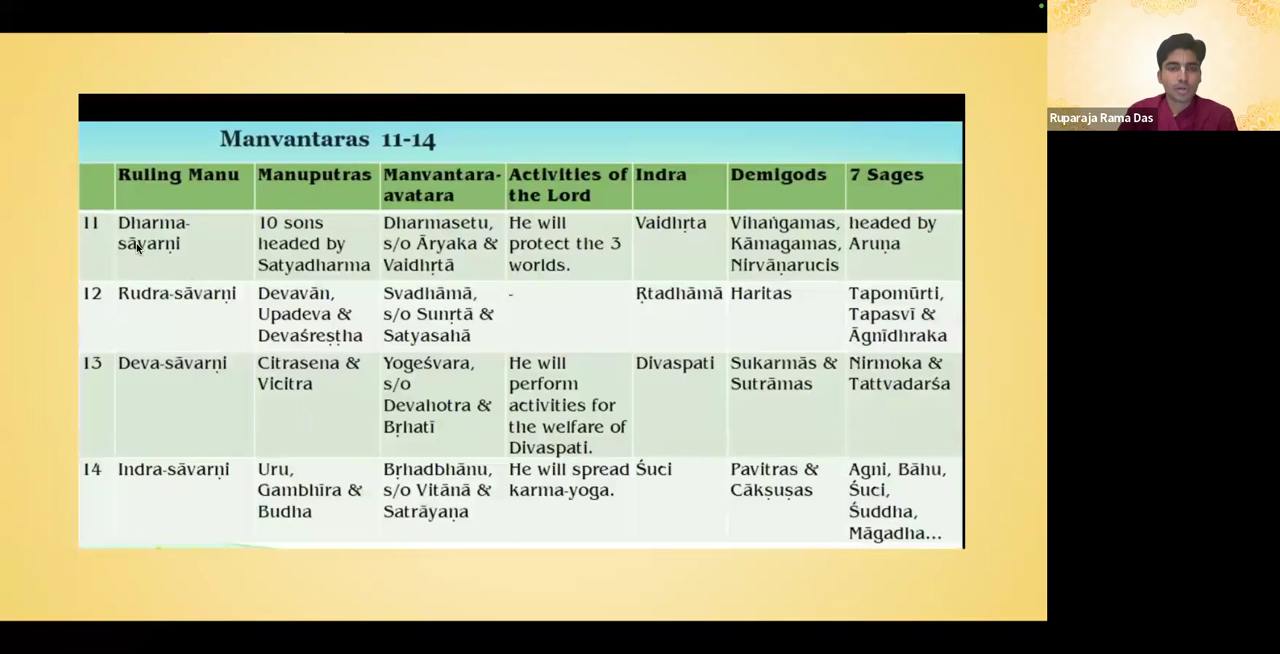 Manvantaras 11-14
Ruling Manu
Manuputras
Manvantara-
avatara
Activities of
the Lord
Indra
Demigods
7 Sages
11
Dharma-
sāvarṇi
10 sons
headed by
Satyadharma
Dharmasetu,
s/o Āryaka &
Vaidhṛtā
He will
protect the 3
worlds.
Vaidhṛta
Vihaṅgamas,
Kāmagamas,
Nirvāṇarucis
headed by
Aruṇa
12
Rudra-sāvarṇi
Devavān,
Upadeva &
Devaśreṣṭha
Svadhāmā,
s/o Sunṛtā &
Satyasahā
-
Ṛtadhāmā
Haritas
Tapomūrti,
Tapasvī &
Āgnīdhraka
13
Deva-sāvarṇi
Citrasena &
Vicitra
Yogeśvara,
s/o
Devahotra &
Bṛhatī
He will
perform
activities for
the welfare of
Divaspati.
Divaspati
Sukarmās &
Sutrāmas
Nirmoka &
Tattvadarśa
14
Indra-sāvarṇi
Uru,
Gambhīra &
Budha
Bṛhadbhānu,
s/o Vitānā &
Satrāyaṇa
He will spread
karma-yoga.
Śuci
Pavitras &
Cākṣuṣas
Agni, Bāhu,
Śuci,
Śuddha,
Māgadha...
Ruparaja Rama Das